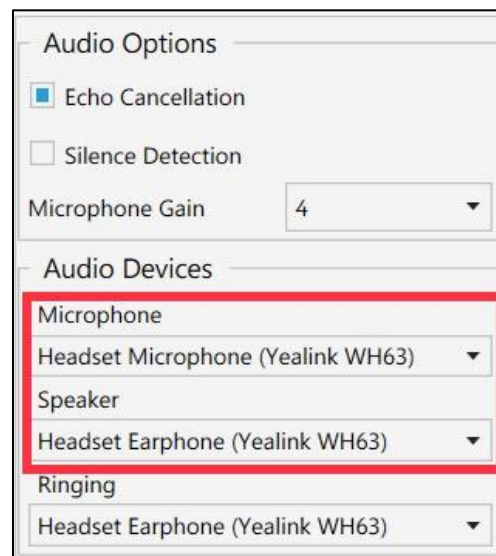 Audio Options
Echo Cancellation
Silence Detection
Microphone Gain 4
Audio Devices
Microphone
Headset Microphone (Yealink WH63)
Speaker
Headset Earphone (Yealink WH63)
Ringing
Headset Earphone (Yealink WH63)